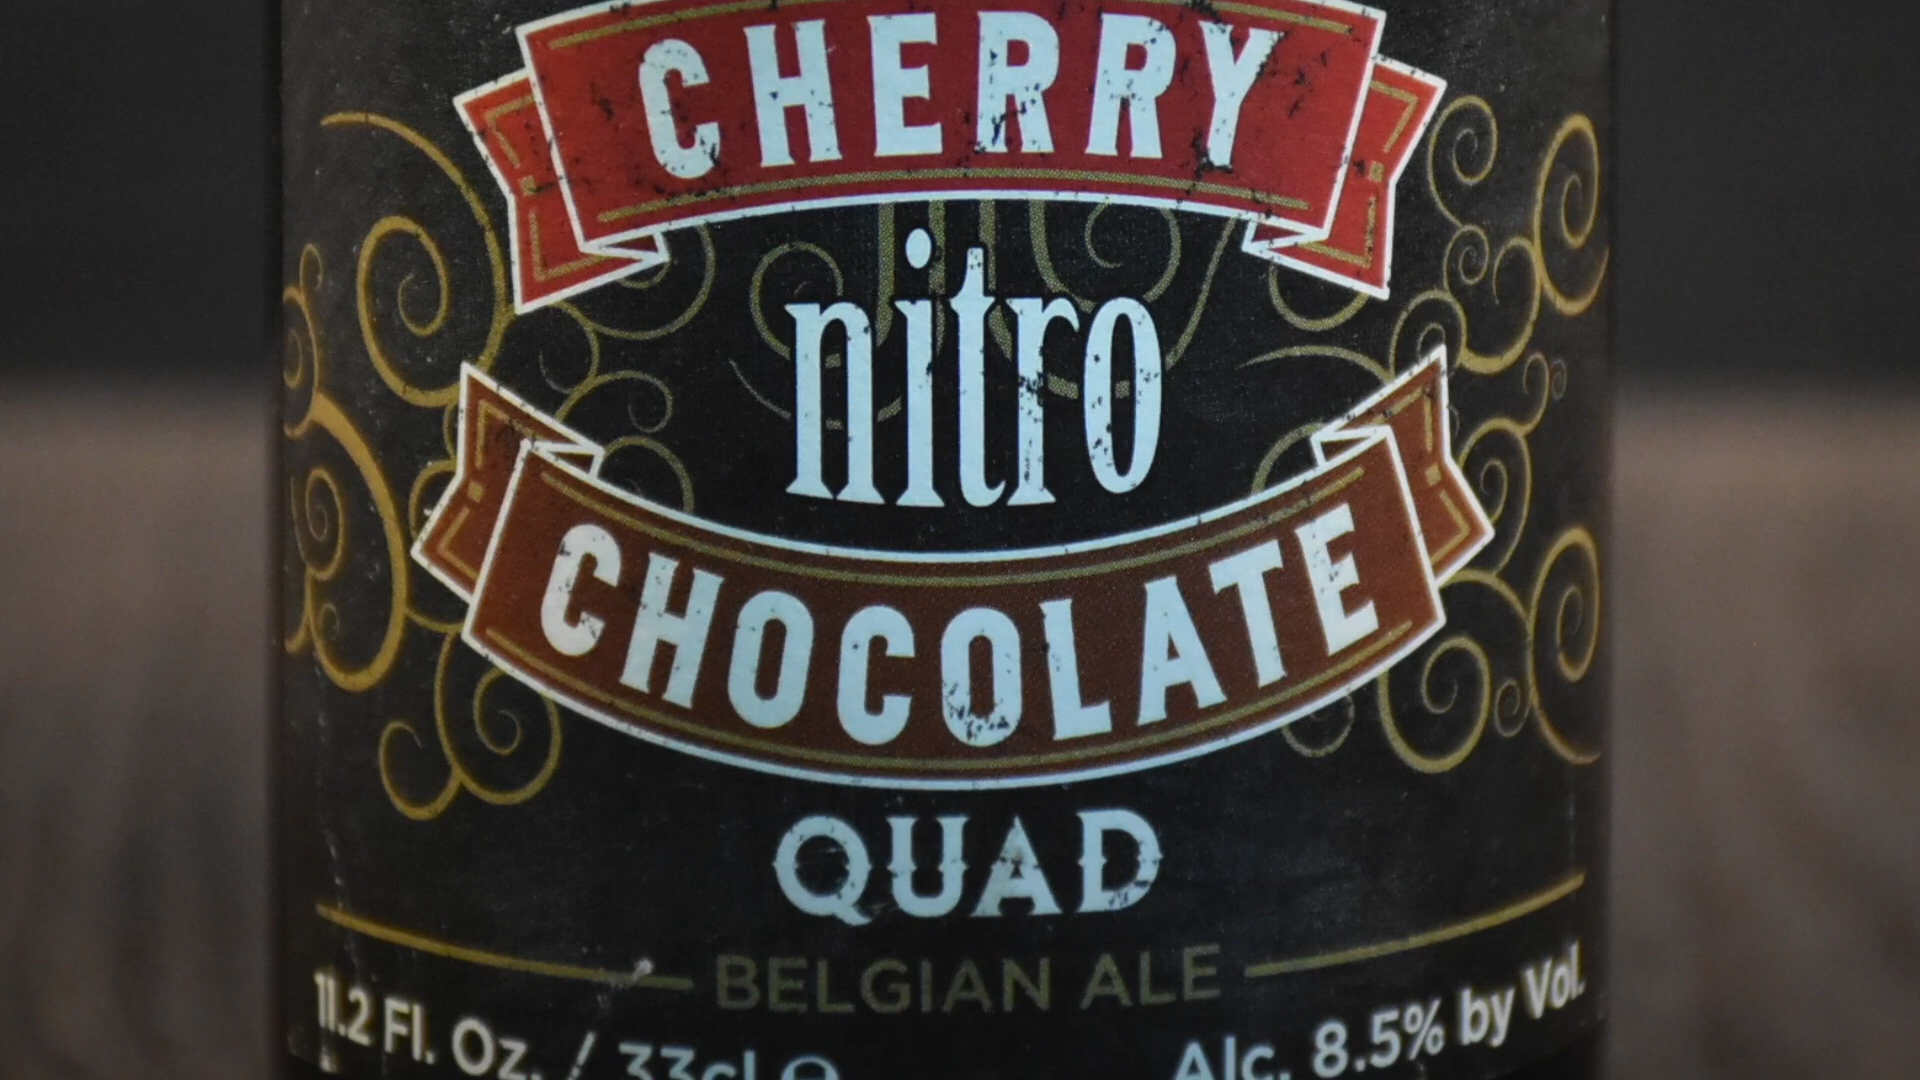 CHERRY
nitro
CHOCOLATE
QUAD
BELGIAN ALE
11.2 Fl. Oz. / 33cl ℮
Alc. 8.5% by Vol.